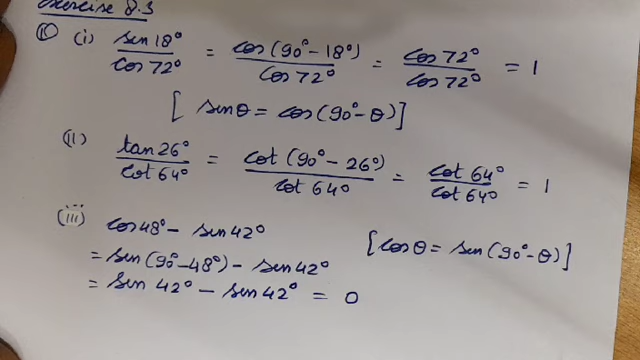 Exercise 8.3
1) (i) sin 18° / cos 72° = cos (90° - 18°) / cos 72° = cos 72° / cos 72° = 1
[ sinθ = cos (90° - θ)]
(ii) tan 26° / cot 64° = cot (90° - 26°) / cot 64° = cot 64° / cot 64° = 1
(iii) cos 48° - sin 42°
= sin (90° - 48°) - sin 42° [cosθ = sin (90° - θ)]
= sin 42° - sin 42° = 0